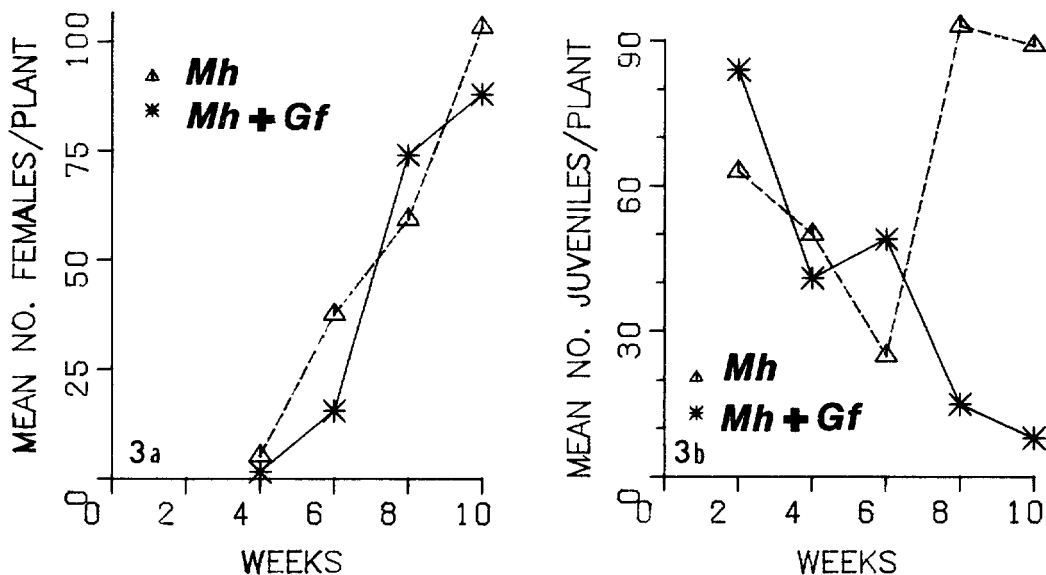 MEAN NO. FEMALES/PLANT
100
75
50
25
0
Mh
Mh + Gf
3a
0 2 4 6 8 10
WEEKS
MEAN NO. JUVENILES/PLANT
90
60
30
0
Mh
Mh + Gf
3b
0 2 4 6 8 10
WEEKS